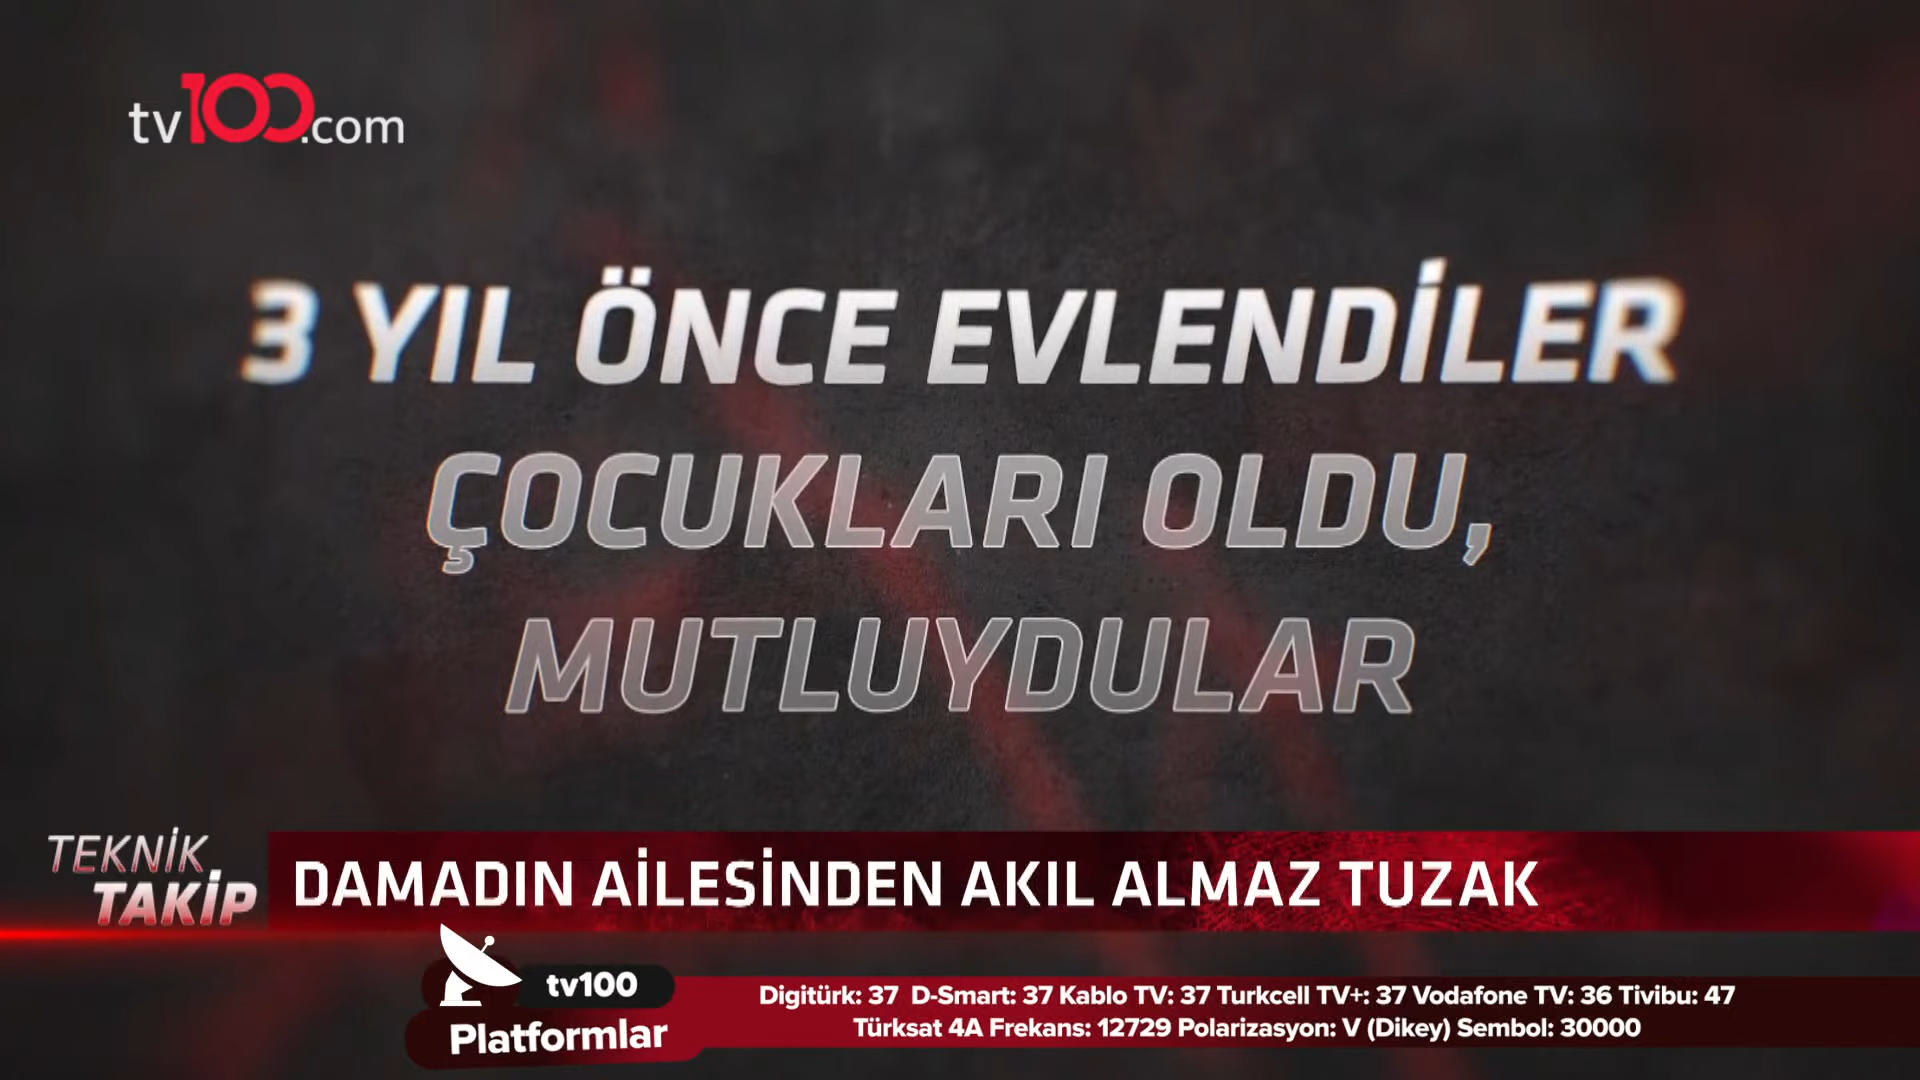 tv100.com
3 YIL ÖNCE EVLENDİLER
ÇOCUKLARI OLDU,
MUTLUYDULAR
TEKNİK
TAKİP
DAMADIN AİLESİNDEN AKIL ALMAZ TUZAK
tv100
Platformlar
Digitürk: 37 D-Smart: 37 Kablo TV: 37 Turkcell TV+: 37 Vodafone TV: 36 Tivibu: 47
Türksat 4A Frekans: 12729 Polarizasyon: V (Dikey) Sembol: 30000